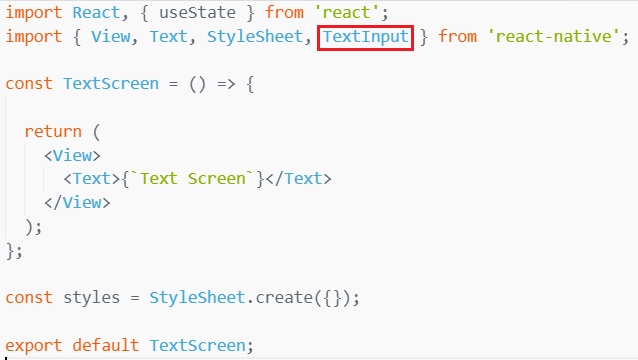 import React, { useState } from 'react';
import { View, Text, StyleSheet, TextInput } from 'react-native';
const TextScreen = () => {
return (
<View>
<Text>{`Text Screen`}</Text>
</View>
);
};
const styles = StyleSheet.create({});
export default TextScreen;